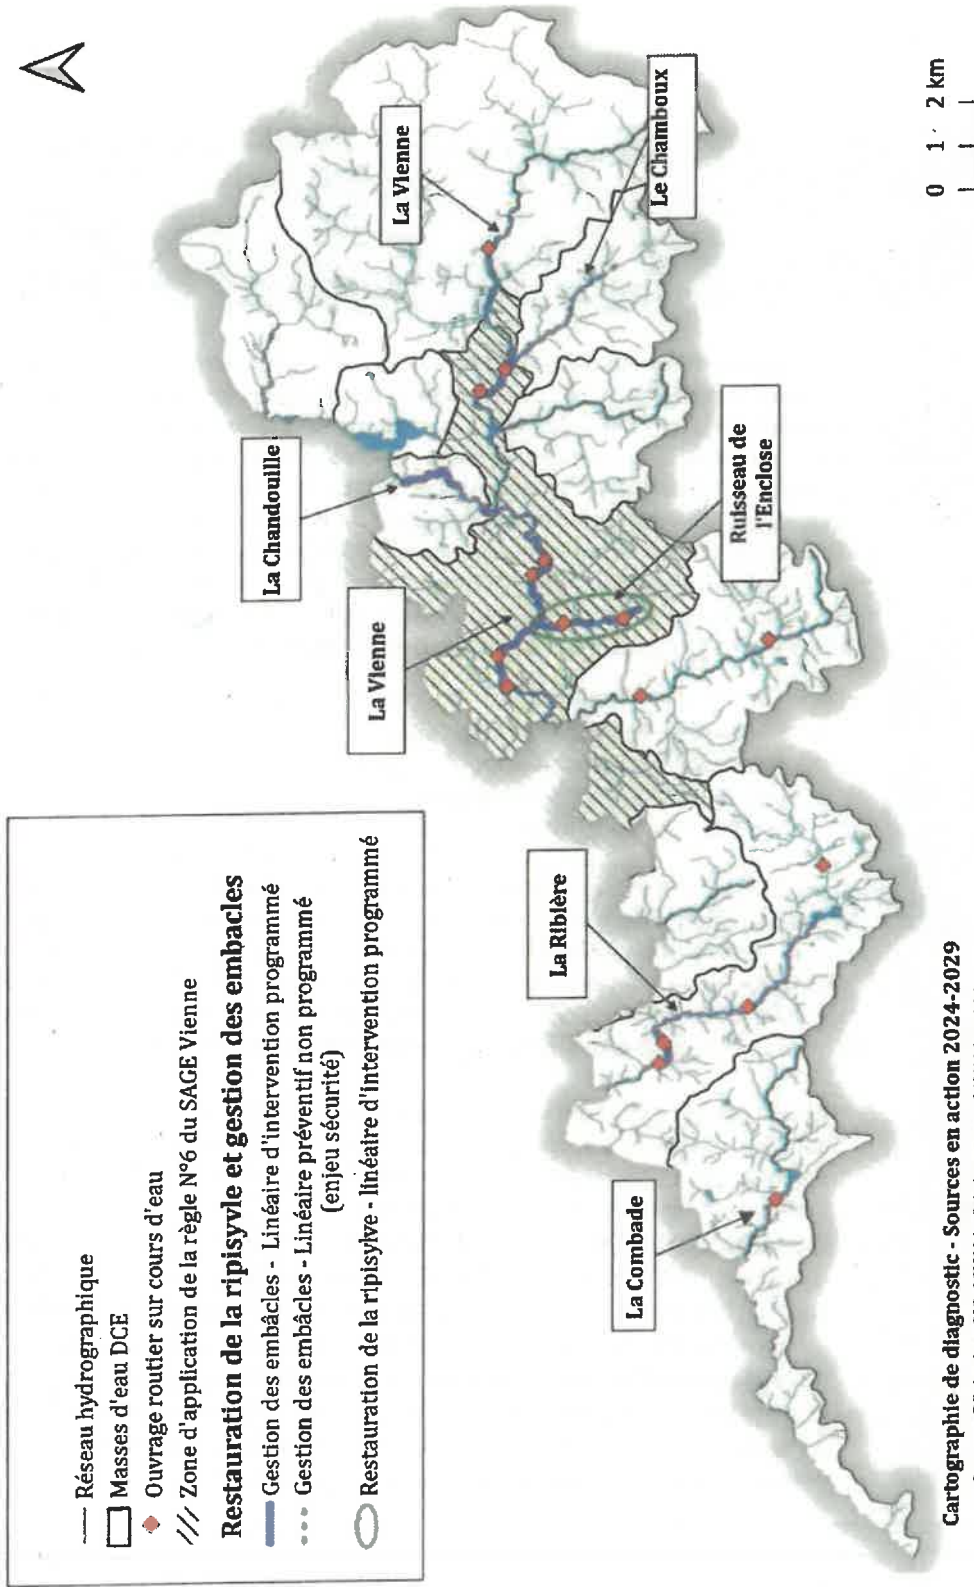 Réseau hydrographique
Masses d'eau DCE
Ouvrage routier sur cours d'eau
Zone d'application de la règle N°6 du SAGE Vienne
Restauration de la ripisyvle et gestion des embacles
Gestion des embâcles - Linéaire d'intervention programmé
Gestion des embâcles - Linéaire préventif non programmé
(enjeu sécurité)
Restauration de la ripisylve - linéaire d'intervention programmé
La Chandouille
La Vienne
La Vienne
Le Chamboux
Ruisseau de
l'Enclose
La Ribière
La Combade
0 1 2 km
Cartographie de diagnostic - Sources en action 2024-2029